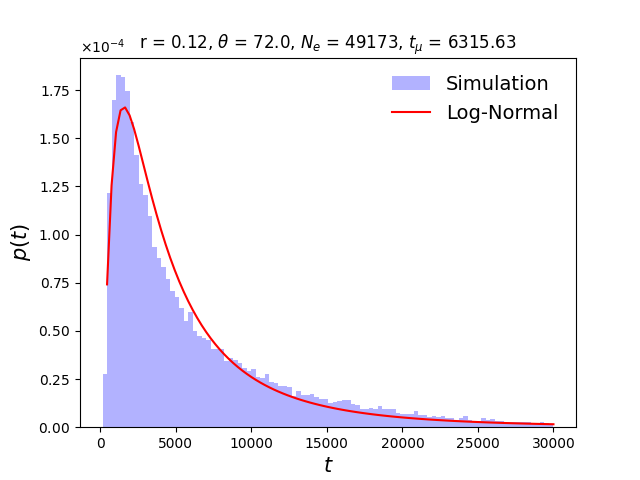 ×10⁻⁴ r = 0.12, θ = 72.0, Nₑ = 49173, t_μ = 6315.63
Simulation
Log-Normal
1.75
1.50
1.25
1.00
0.75
0.50
0.25
0.00
p(t)
0 5000 10000 15000 20000 25000 30000
t